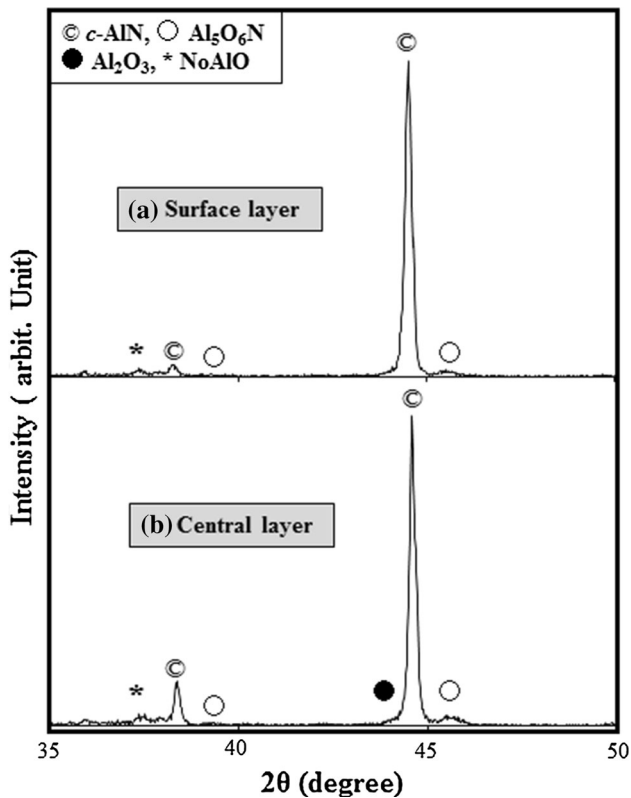 © c-AlN, ○ Al₅O₆N
● Al₂O₃, * NoAlO
©
(a) Surface layer
* © ○ ○
©
(b) Central layer
©
* ○ ● ○
Intensity ( arbit. Unit)
35 40 45 50
2θ (degree)